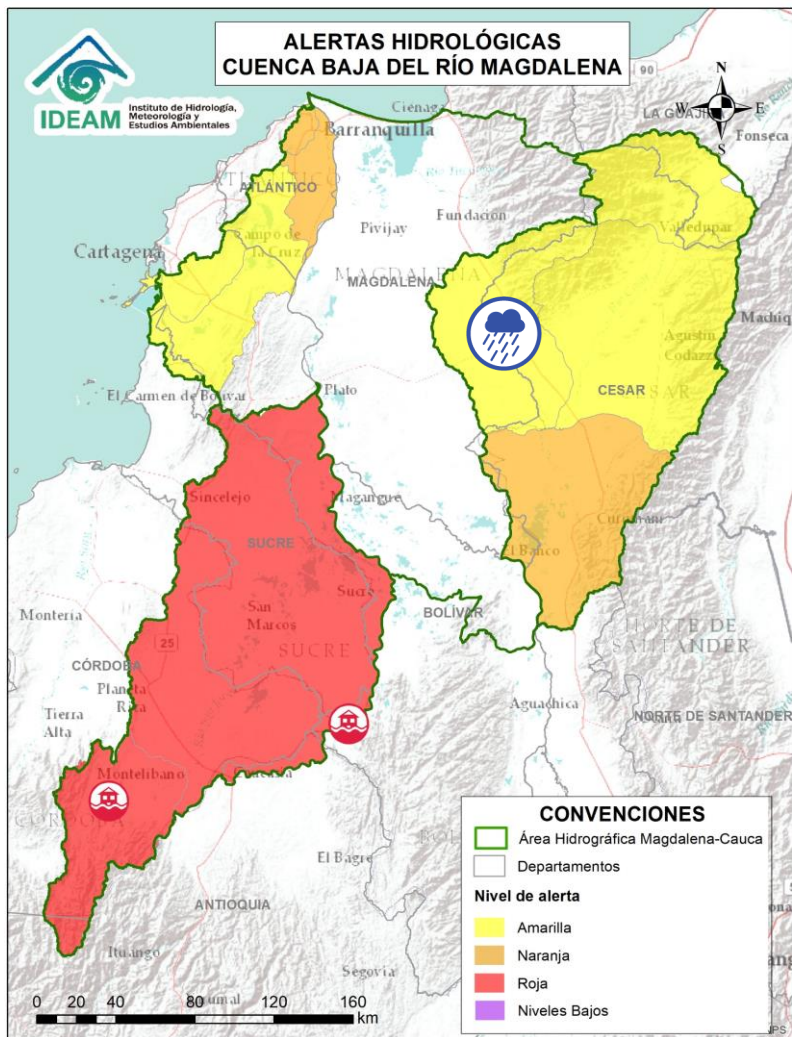 ALERTAS HIDROLÓGICAS
CUENCA BAJA DEL RÍO MAGDALENA
IDEAM
Instituto de Hidrología,
Meteorología y
Estudios Ambientales
N
W
E
S
90
Ciénaga
LA GUAJIRA
Fonseca
Barranquilla
ATLÁNTICO
Valledupar
Fundación
Pivijay
Campo de
la Cruz
Cartagena
MAGDALENA
MAGDALENA
Machiq
Agustín
Codazzi
CESAR
El Carmen de Bolívar
Plato
Sincelejo
Magangue
SUCRE
El Banco
Sucre
San
Marcos
BOLÍVAR
Montería
SUCRE
NORTE DE
SANTANDER
25
CÓRDOBA
Planeta
Rica
Tierra
Alta
Aguachica
NORTE DE SANTANDER
Montelibano
El Bagre
ANTIOQUIA
Ituango
Segovia
CONVENCIONES
Área Hidrográfica Magdalena-Cauca
Departamentos
Nivel de alerta
Amarilla
Naranja
Roja
Niveles Bajos
0 20 40 80 120 160
km